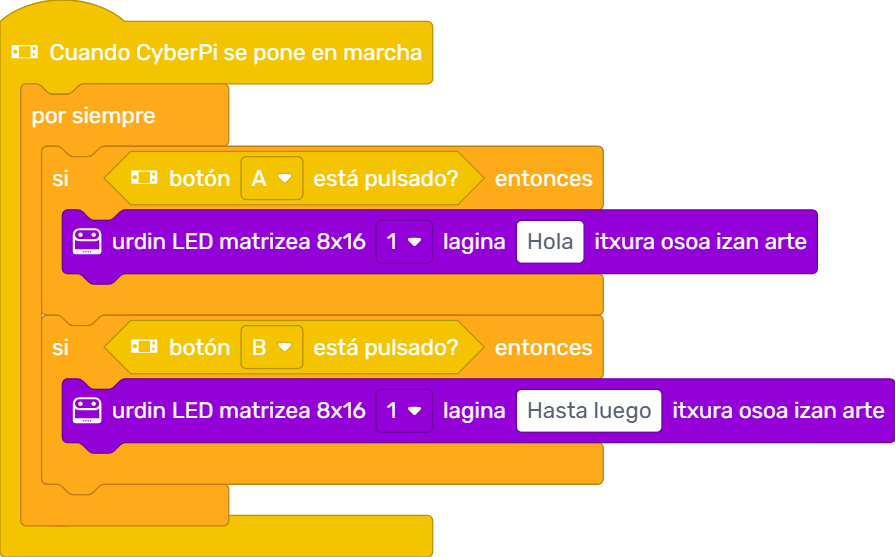 Cuando CyberPi se pone en marcha
por siempre
si botón A está pulsado? entonces
urdin LED matrizea 8x16 1 lagina Hola itxura osoa izan arte
si botón B está pulsado? entonces
urdin LED matrizea 8x16 1 lagina Hasta luego itxura osoa izan arte